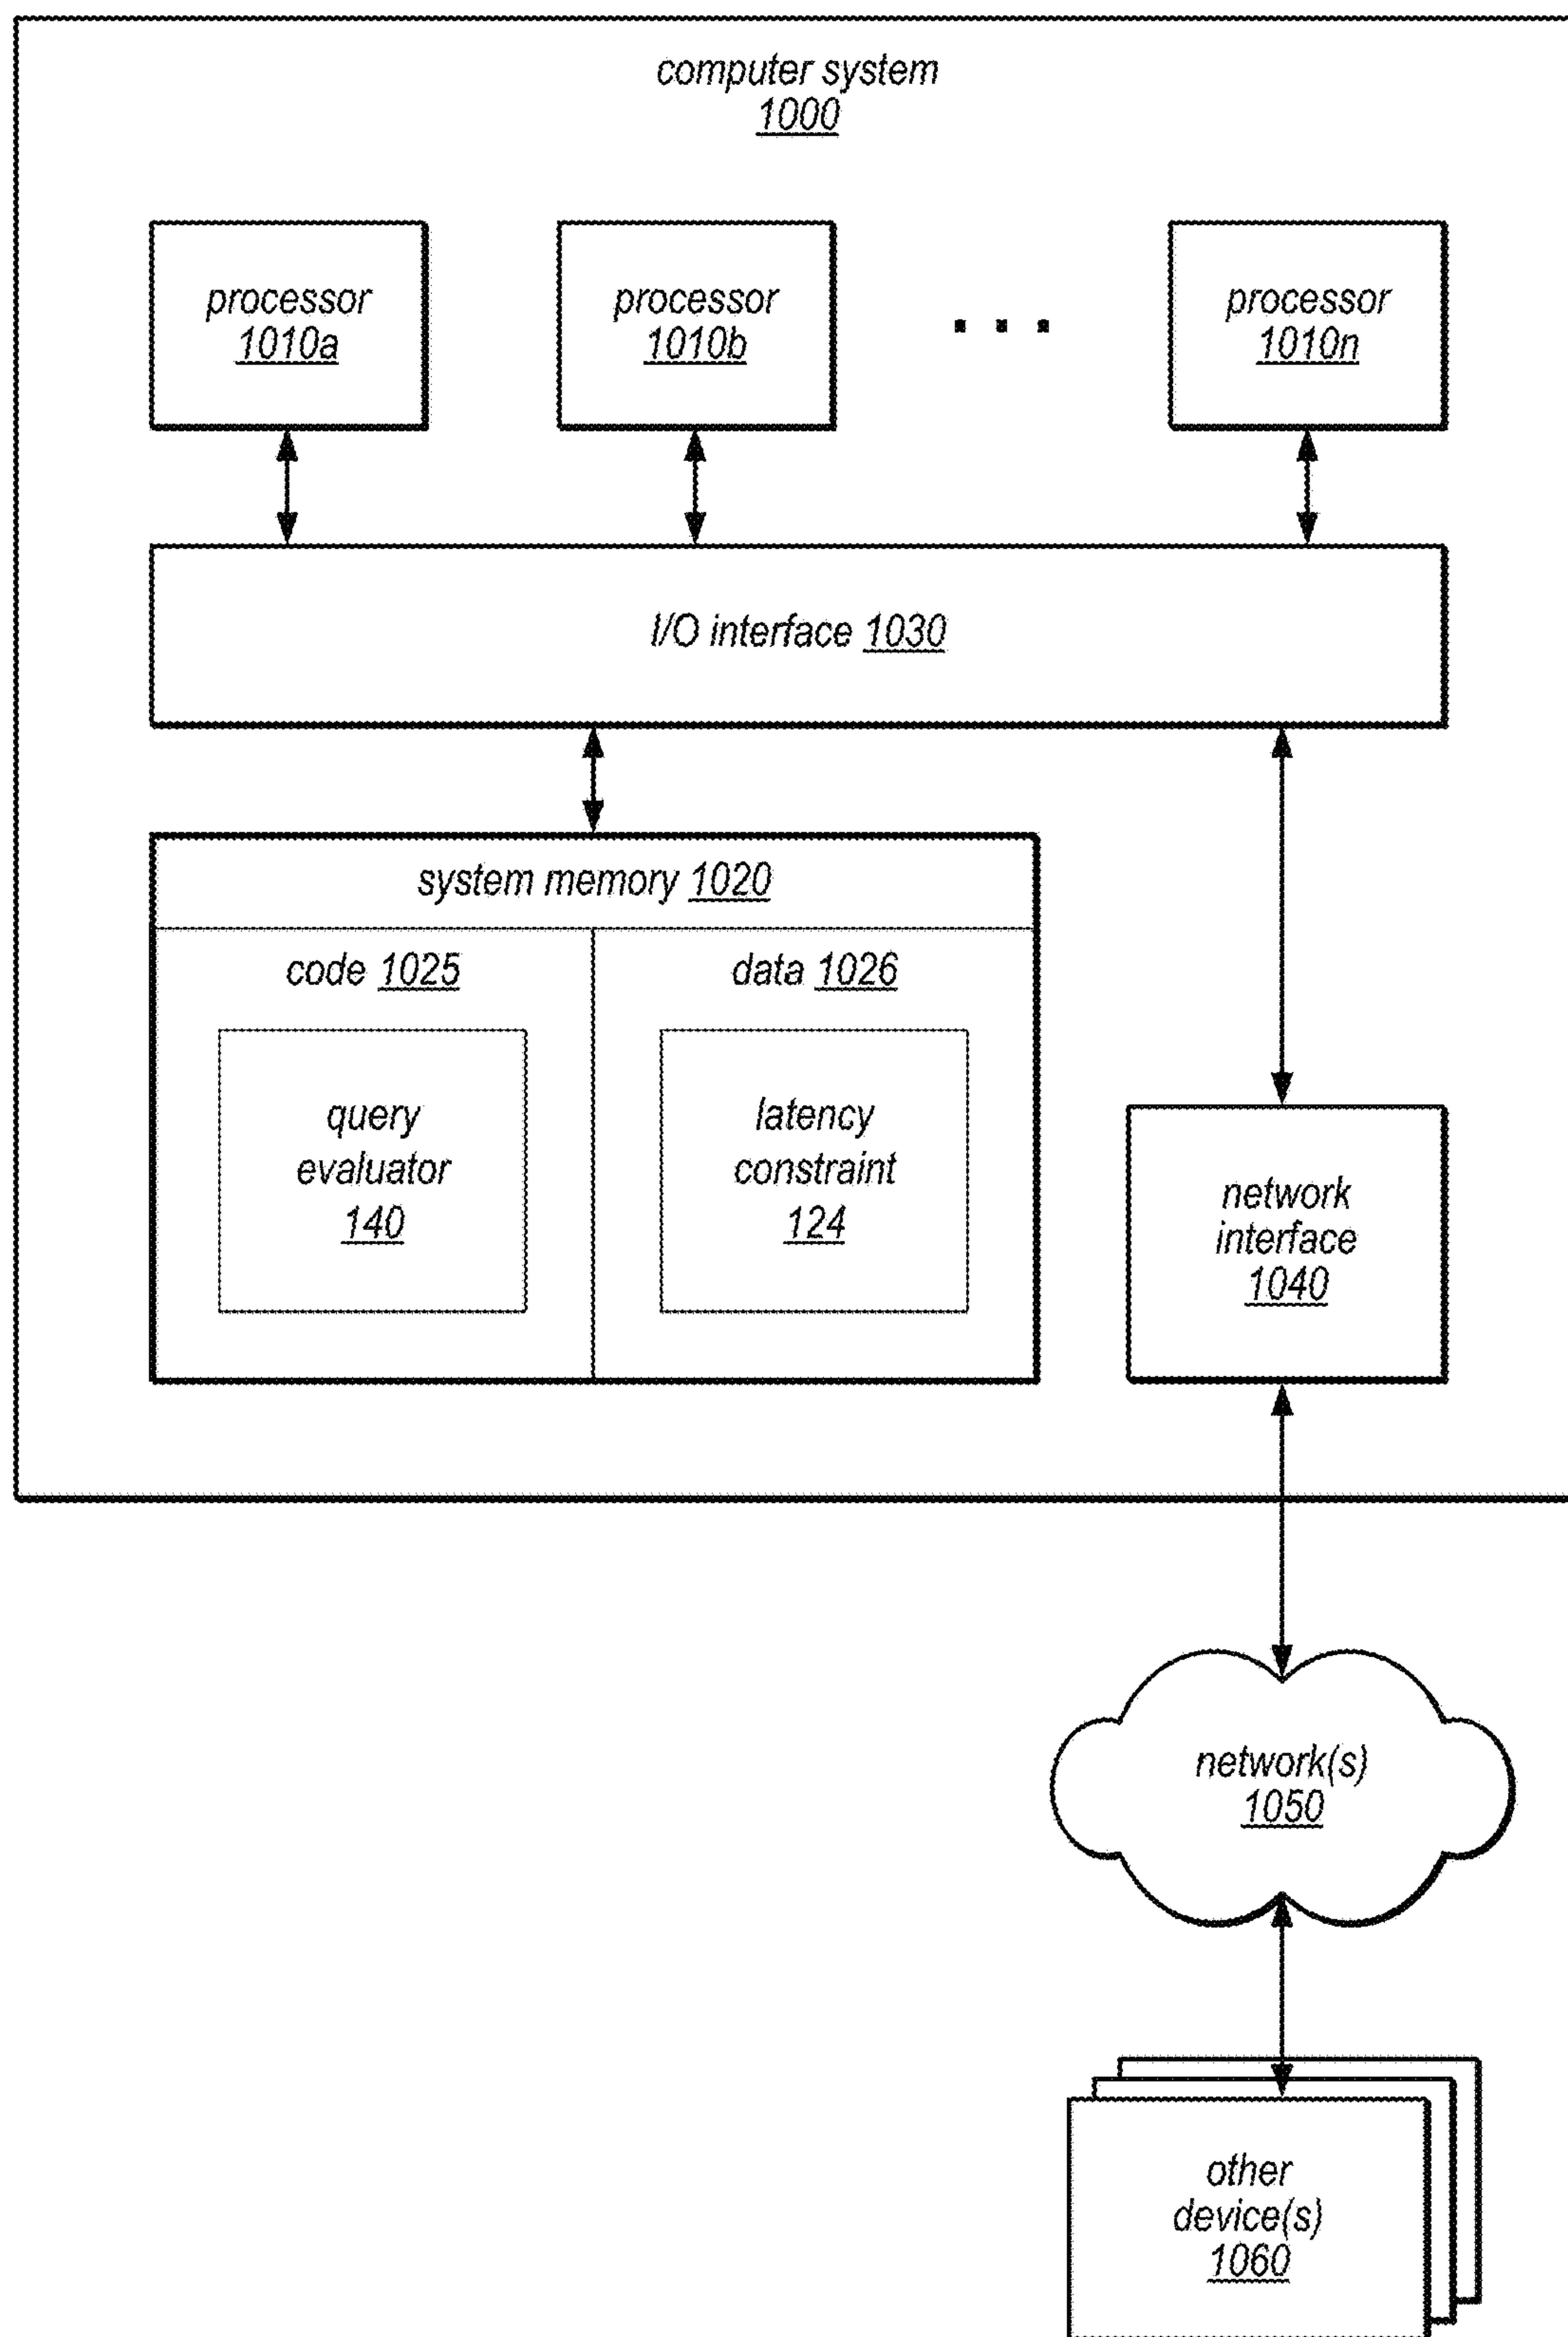 computer system
1000
processor
1010a
processor
1010b
. . .
processor
1010n
I/O interface 1030
system memory 1020
code 1025
data 1026
query
evaluator
140
latency
constraint
124
network
interface
1040
network(s)
1050
other
device(s)
1060